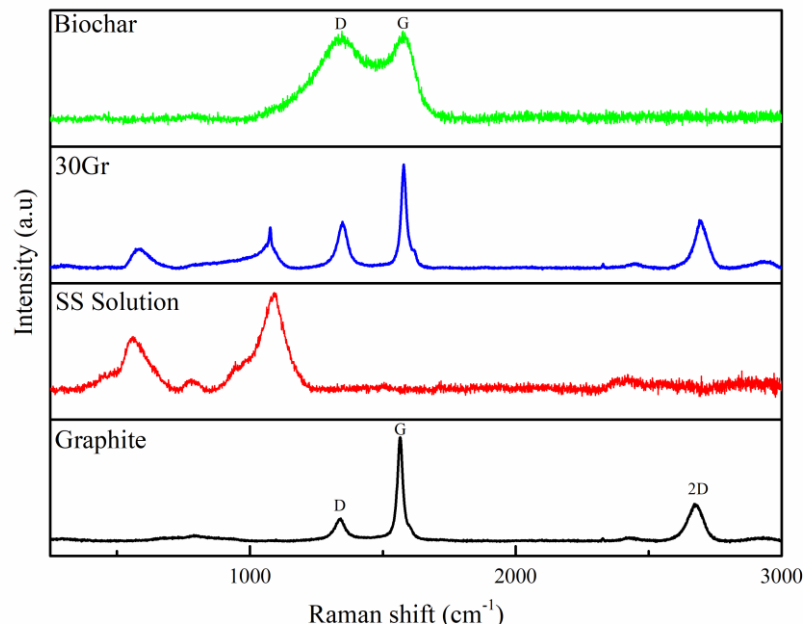 Biochar
D
G
30Gr
SS Solution
Graphite
D
G
2D
1000
2000
3000
Raman shift (cm-1)
Intensity (a.u)